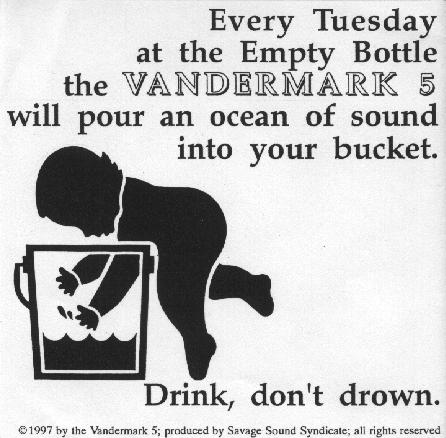 Every Tuesday
at the Empty Bottle
the VANDERMARK 5
will pour an ocean of sound
into your bucket.
Drink, don't drown.
©1997 by the Vandermark 5; produced by Savage Sound Syndicate; all rights reserved